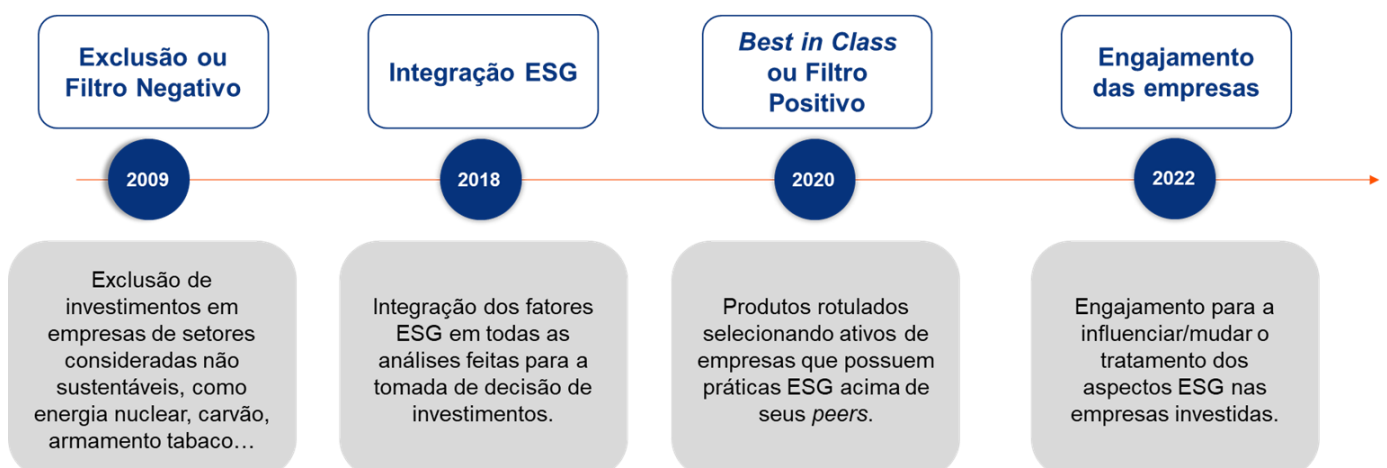 Exclusão ou
Filtro Negativo
Integração ESG
Best in Class
ou Filtro
Positivo
Engajamento
das empresas
2009
2018
2020
2022
Exclusão de
investimentos em
empresas de setores
consideradas não
sustentáveis, como
energia nuclear, carvão,
armamento tabaco…
Integração dos fatores
ESG em todas as
análises feitas para a
tomada de decisão de
investimentos.
Produtos rotulados
selecionando ativos de
empresas que possuem
práticas ESG acima de
seus peers.
Engajamento para a
influenciar/mudar o
tratamento dos
aspectos ESG nas
empresas investidas.